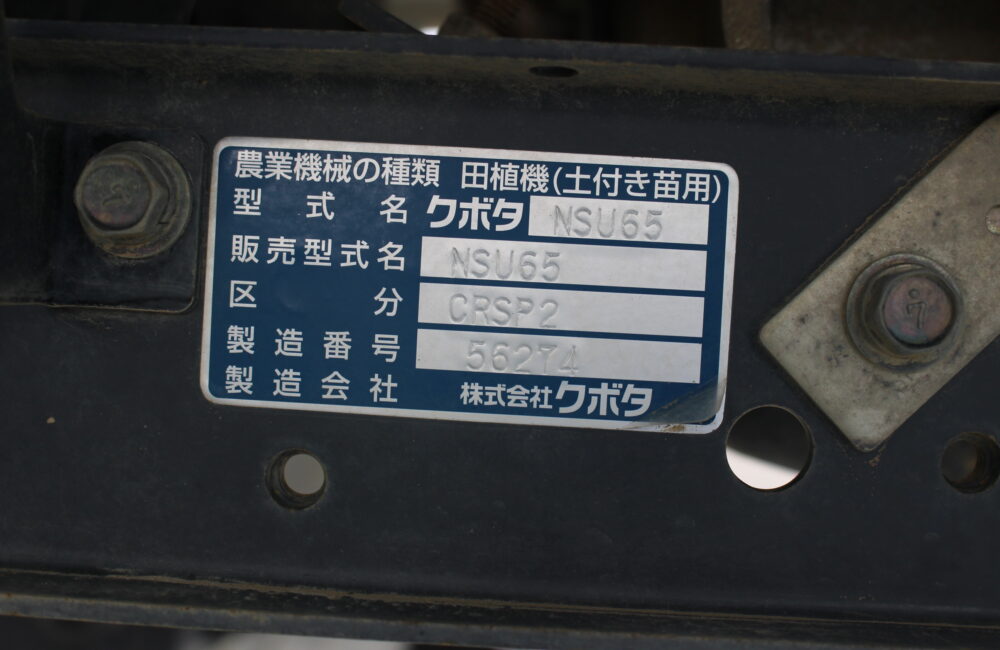 農業機械の種類 田植機(土付き苗用)
型式名 クボタ NSU65
販売型式名 NSU65
区分 CRSP2
製造番号 56274
製造会社 株式会社クボタ